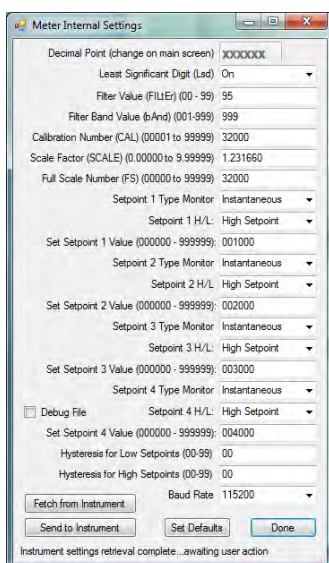 Meter Internal Settings
Decimal Point (change on main screen) XXXXXX
Least Significant Digit (Lsd) On
Filter Value (FILtEr) (00 - 99) 95
Filter Band Value (bAnd) (001-999) 999
Calibration Number (CAL) (00001 to 99999) 32000
Scale Factor (SCALE) (0.00000 to 9.99999) 1.231660
Full Scale Number (FS) (00000 to 99999) 32000
Setpoint 1 Type Monitor Instantaneous
Setpoint 1 H/L: High Setpoint
Set Setpoint 1 Value (000000 - 999999): 001000
Setpoint 2 Type Monitor Instantaneous
Setpoint 2 H/L High Setpoint
Set Setpoint 2 Value (000000 - 999999): 002000
Setpoint 3 Type Monitor Instantaneous
Setpoint 3 H/L: High Setpoint
Set Setpoint 3 Value (000000 - 999999): 003000
Setpoint 4 Type Monitor Instantaneous
Debug File Setpoint 4 H/L: High Setpoint
Set Setpoint 4 Value (000000 - 999999): 004000
Hysteresis for Low Setpoints (00-99) 00
Hysteresis for High Setpoints (00-99) 00
Baud Rate 115200
Fetch from Instrument
Send to Instrument Set Defaults Done
Instrument settings retrieval complete...awaiting user action